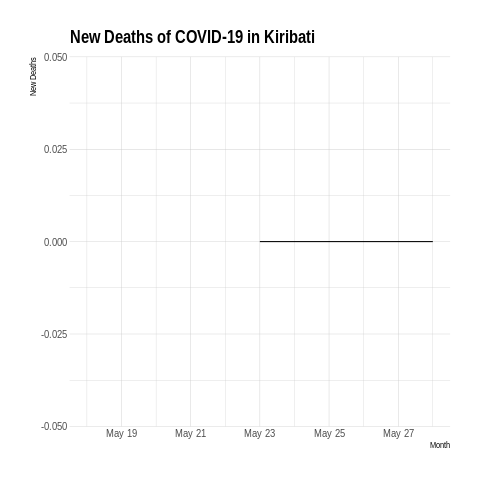 New Deaths of COVID-19 in Kiribati
New Deaths
0.050
0.025
0.000
-0.025
-0.050
May 19 May 21 May 23 May 25 May 27
Month